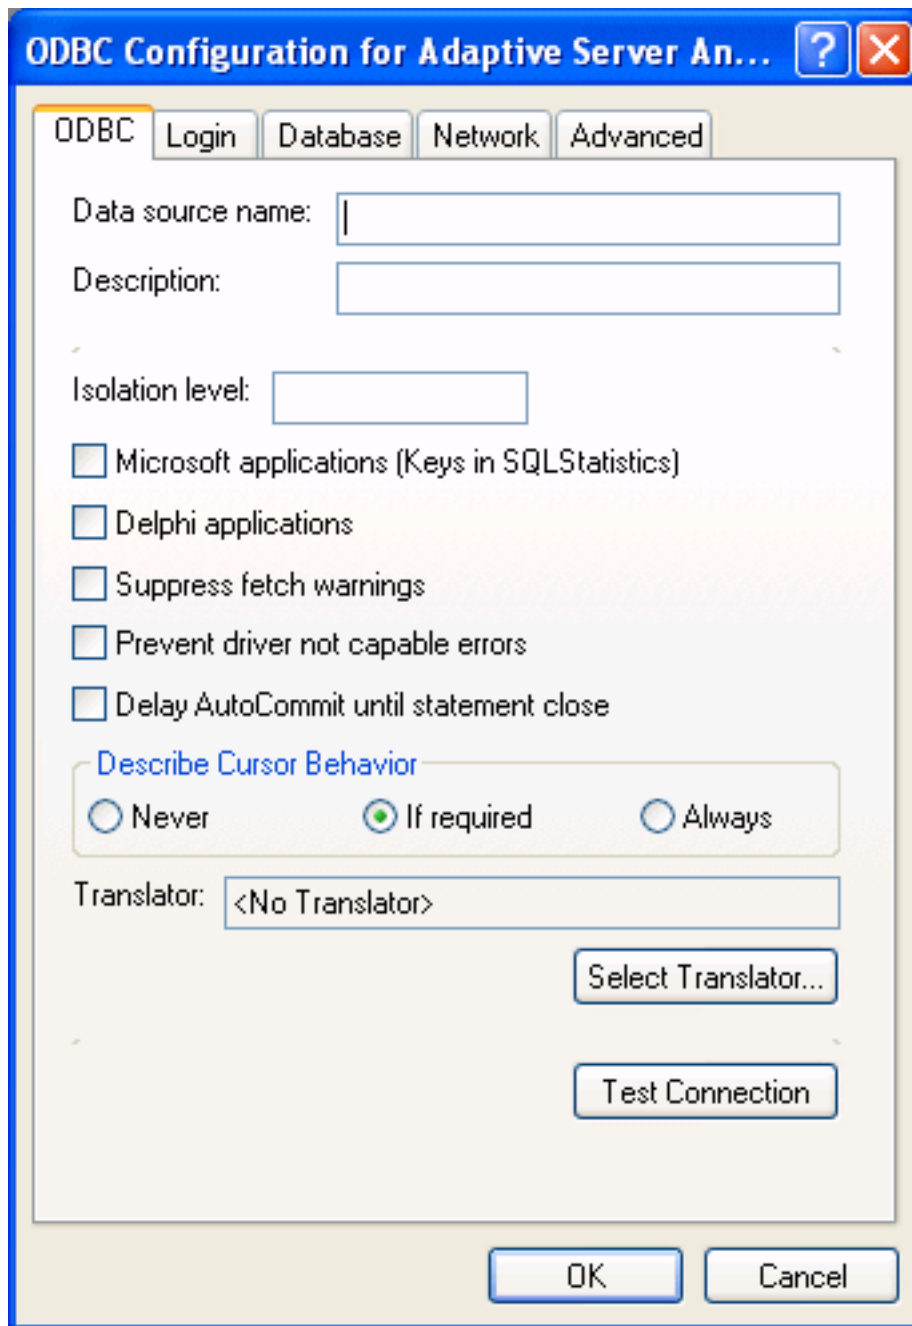 ODBC Configuration for Adaptive Server An...
ODBC Login Database Network Advanced
Data source name:
Description:
Isolation level:
Microsoft applications (Keys in SQLStatistics)
Delphi applications
Suppress fetch warnings
Prevent driver not capable errors
Delay AutoCommit until statement close
Describe Cursor Behavior
Never If required Always
Translator: <No Translator>
Select Translator...
Test Connection
OK Cancel